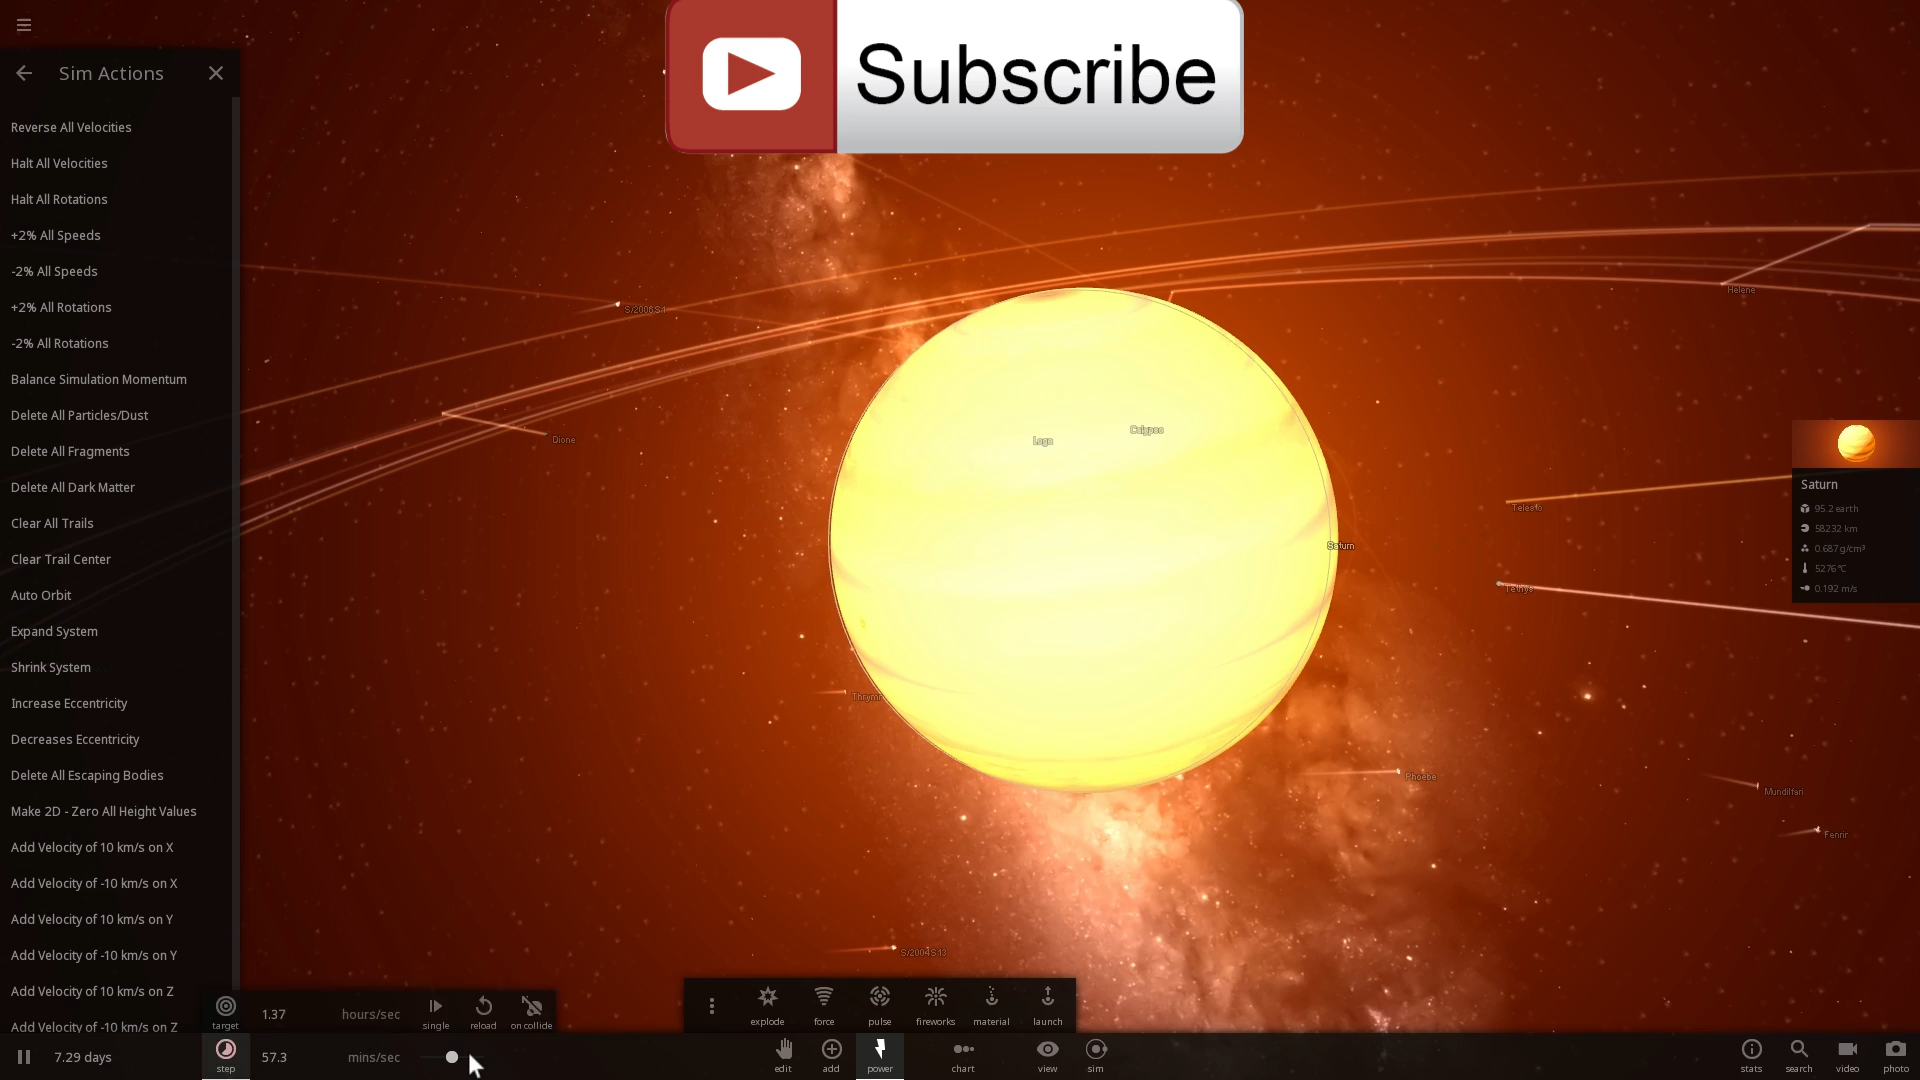 Subscribe
Sim Actions
Reverse All Velocities
Halt All Velocities
Halt All Rotations
+2% All Speeds
-2% All Speeds
+2% All Rotations
-2% All Rotations
Balance Simulation Momentum
Delete All Particles/Dust
Delete All Fragments
Delete All Dark Matter
Clear All Trails
Clear Trail Center
Auto Orbit
Expand System
Shrink System
Increase Eccentricity
Decreases Eccentricity
Delete All Escaping Bodies
Make 2D - Zero All Height Values
Add Velocity of 10 km/s on X
Add Velocity of -10 km/s on X
Add Velocity of 10 km/s on Y
Add Velocity of -10 km/s on Y
Add Velocity of 10 km/s on Z
Add Velocity of -10 km/s on Z
Helene
Dione
Calypso
Saturn
Telesto
Tethys
Thrymr
Phoebe
Mundilfari
Fenrir
S/2004S13
Saturn
95.2 earth
58232 km
0.687 g/cm³
5276°C
0.192 m/s
target
1.37 hours/sec
single
reload
on collide
explode
force
pulse
fireworks
material
launch
7.29 days
step
57.3 mins/sec
edit
add
power
chart
view
sim
stats
search
video
photo